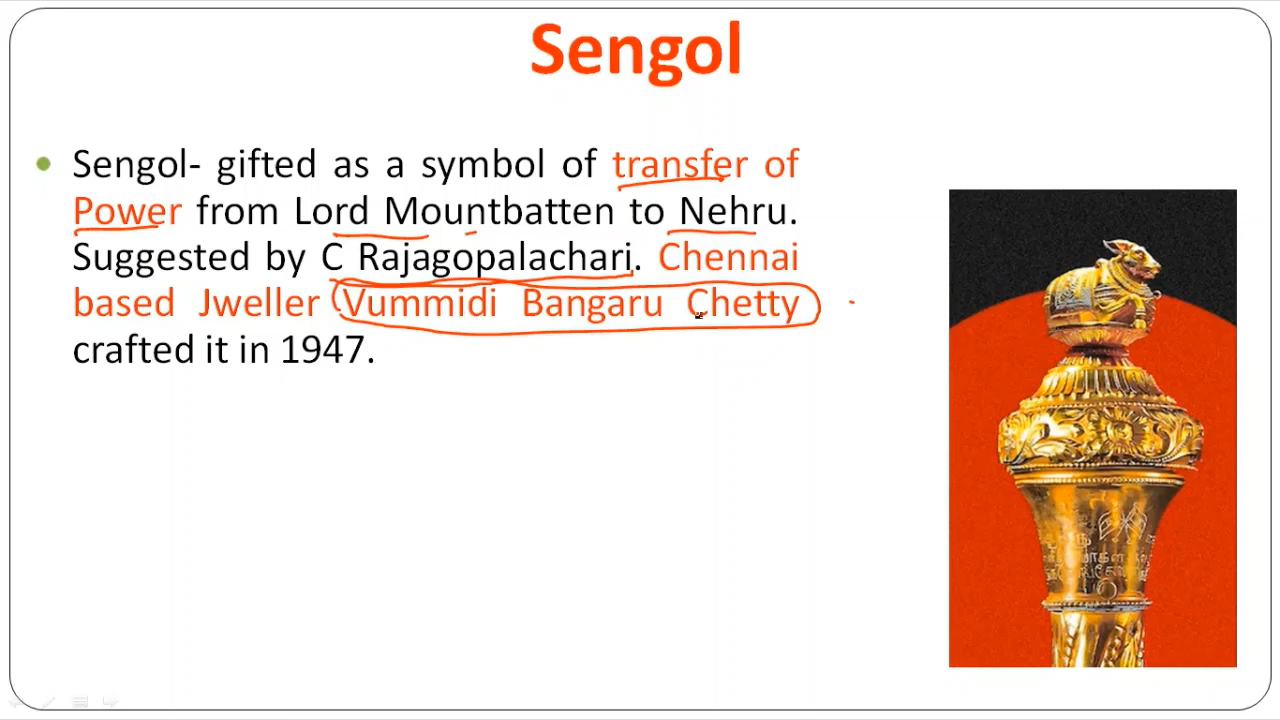 Sengol
Sengol- gifted as a symbol of transfer of
Power from Lord Mountbatten to Nehru.
Suggested by C Rajagopalachari. Chennai
based Jweller Vummidi Bangaru Chetty
crafted it in 1947.